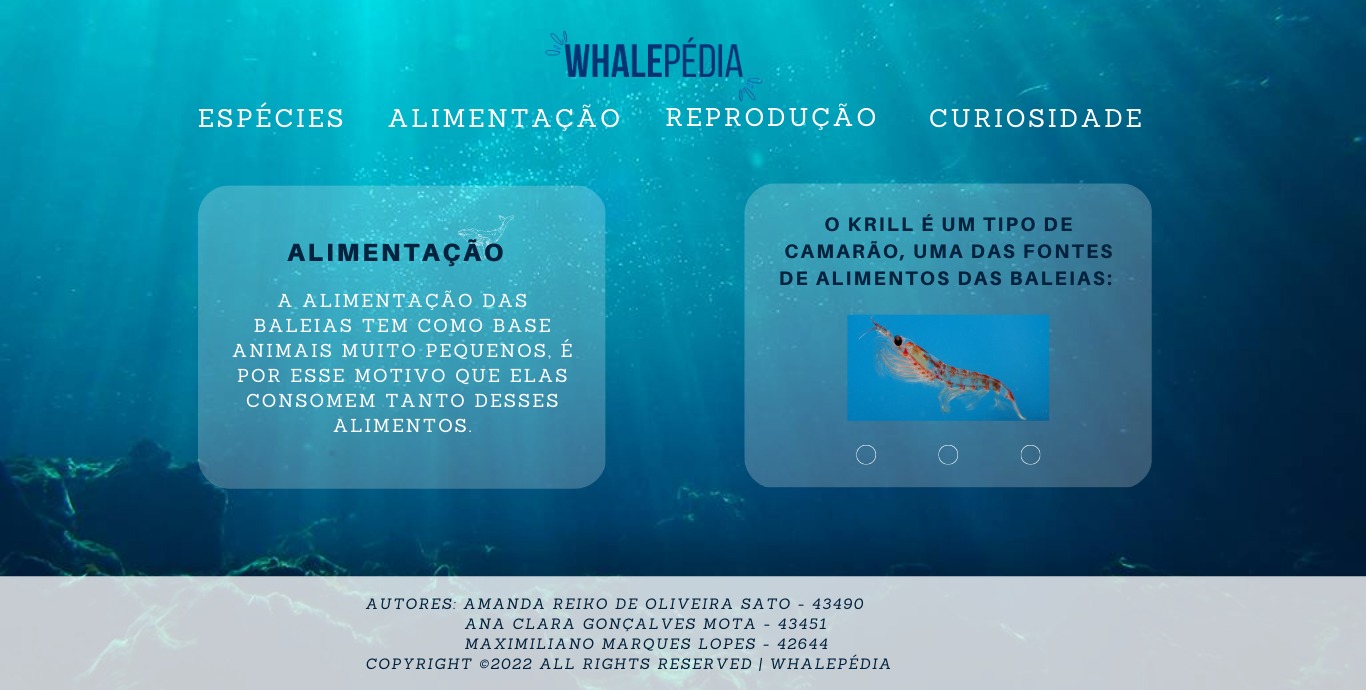 WHALEPÉDIA
ESPÉCIES ALIMENTAÇÃO REPRODUÇÃO CURIOSIDADE
ALIMENTAÇÃO
A ALIMENTAÇÃO DAS
BALEIAS TEM COMO BASE
ANIMAIS MUITO PEQUENOS, É
POR ESSE MOTIVO QUE ELAS
CONSOMEM TANTO DESSES
ALIMENTOS.
O KRILL É UM TIPO DE
CAMARÃO, UMA DAS FONTES
DE ALIMENTOS DAS BALEIAS:
AUTORES: AMANDA REIKO DE OLIVEIRA SATO - 43490
ANA CLARA GONÇALVES MOTA - 43451
MAXIMILIANO MARQUES LOPES - 42644
COPYRIGHT ©2022 ALL RIGHTS RESERVED | WHALEPÉDIA